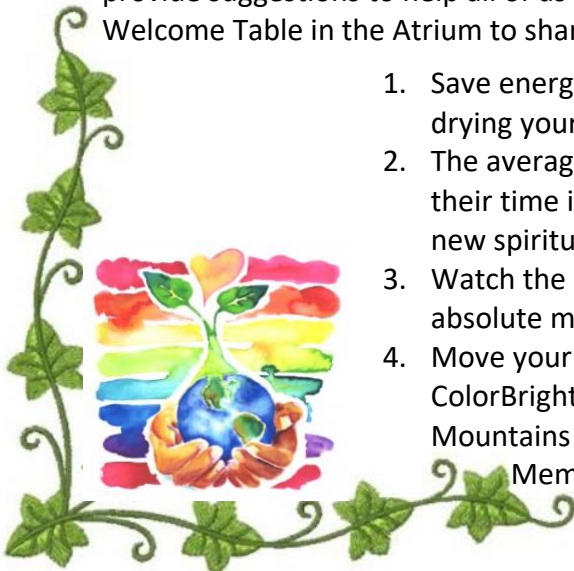 provide suggestions to help all of us
Welcome Table in the Atrium to shar
1. Save energ
drying your
2. The averag
their time i
new spiritu
3. Watch the
absolute m
4. Move your
ColorBright
Mountains
Mem